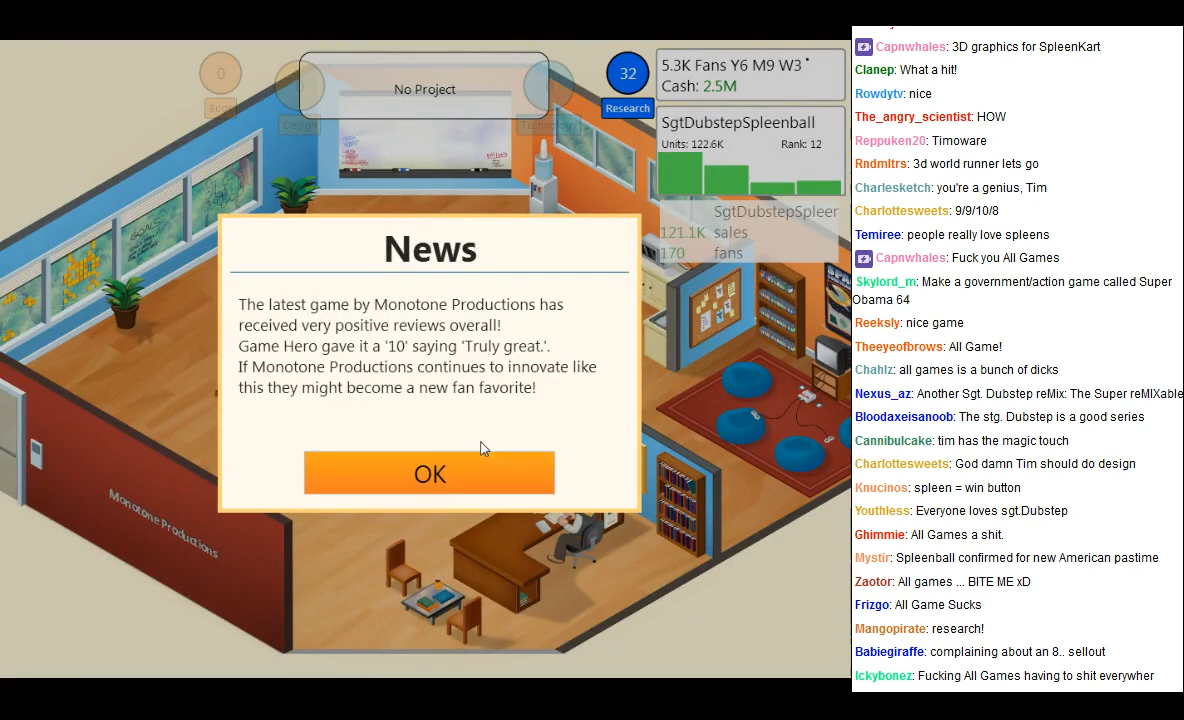 0
Bugs
Design
No Project
Technology
32
Research
5.3K Fans Y6 M9 W3
Cash: 2.5M
SgtDubstepSpleenball
Units: 122.6K Rank: 12
SgtDubstepSpleer
121.1K sales
170 fans
GOALS
News
The latest game by Monotone Productions has
received very positive reviews overall!
Game Hero gave it a '10' saying 'Truly great.'.
If Monotone Productions continues to innovate like
this they might become a new fan favorite!
OK
Monotone Productions
Capnwhales: 3D graphics for SpleenKart
Clanep: What a hit!
Rowdytv: nice
The_angry_scientist: HOW
Reppuken20: Timoware
Rndmltrs: 3d world runner lets go
Charlesketch: you're a genius, Tim
Charlottesweets: 9/9/10/8
Temiree: people really love spleens
Capnwhales: Fuck you All Games
Skylord_m: Make a government/action game called Super
Obama 64
Reeksly: nice game
Theeyeofbrows: All Game!
Chahlz: all games is a bunch of dicks
Nexus_az: Another Sgt. Dubstep reMix: The Super reMIXable
Bloodaxeisanoob: The stg. Dubstep is a good series
Cannibulcake: tim has the magic touch
Charlottesweets: God damn Tim should do design
Knucinos: spleen = win button
Youthless: Everyone loves sgt.Dubstep
Ghimmie: All Games a shit.
Mystir: Spleenball confirmed for new American pastime
Zaotor: All games ... BITE ME xD
Frizgo: All Game Sucks
Mangopirate: research!
Babiegiraffe: complaining about an 8.. sellout
Ickybonez: Fucking All Games having to shit everywher